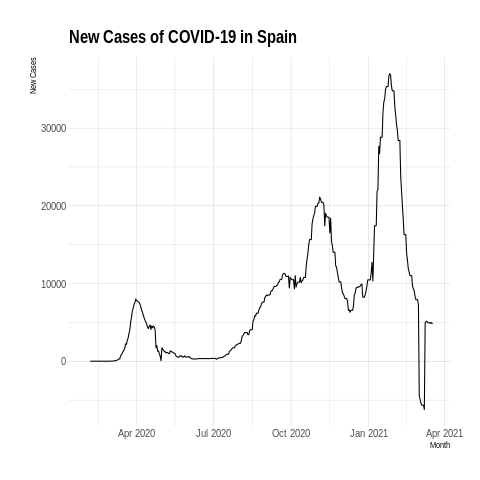 New Cases of COVID-19 in Spain
New Cases
30000
20000
10000
0
Apr 2020 Jul 2020 Oct 2020 Jan 2021 Apr 2021
Month